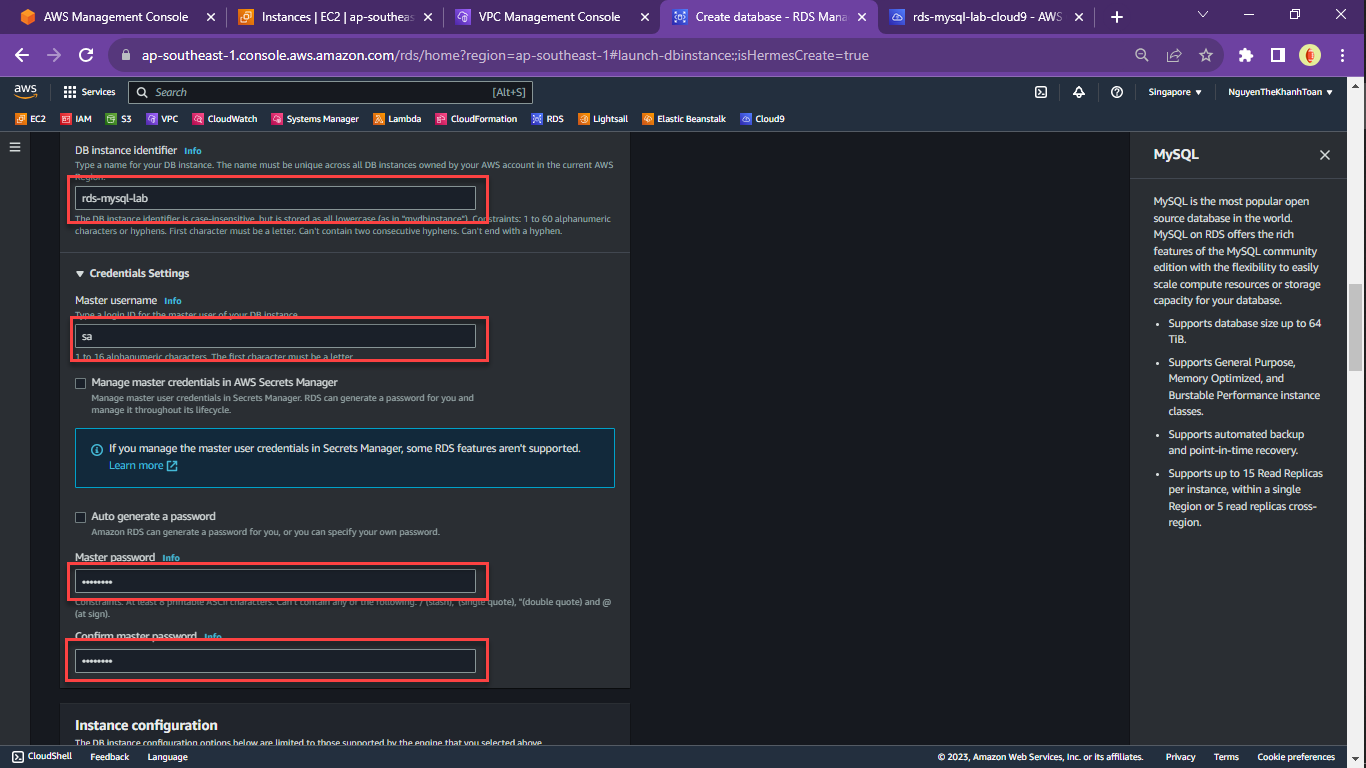 AWS Management Console
Instances | EC2 | ap-southeas
VPC Management Console
Create database - RDS Mana
rds-mysql-lab-cloud9 - AWS
ap-southeast-1.console.aws.amazon.com/rds/home?region=ap-southeast-1#launch-dbinstance:;isHermesCreate=true
aws
Services
Search
[Alt+S]
Singapore
NguyenTheKhanhToan
EC2
IAM
S3
VPC
CloudWatch
Systems Manager
Lambda
CloudFormation
RDS
Lightsail
Elastic Beanstalk
Cloud9
DB instance identifier Info
Type a name for your DB instance. The name must be unique across all DB instances owned by your AWS account in the current AWS
Region.
rds-mysql-lab
The DB instance identifier is case-insensitive, but is stored as all lowercase (as in "mydbinstance"). Constraints: 1 to 60 alphanumeric
characters or hyphens. First character must be a letter. Can't contain two consecutive hyphens. Can't end with a hyphen.
Credentials Settings
Master username Info
Type a login ID for the master user of your DB instance.
sa
1 to 16 alphanumeric characters. The first character must be a letter.
Manage master credentials in AWS Secrets Manager
Manage master user credentials in Secrets Manager. RDS can generate a password for you and
manage it throughout its lifecycle.
If you manage the master user credentials in Secrets Manager, some RDS features aren't supported.
Learn more
Auto generate a password
Amazon RDS can generate a password for you, or you can specify your own password.
Master password Info
••••••••
Constraints: At least 8 printable ASCII characters. Can't contain any of the following: / (slash), '(single quote), "(double quote) and @
(at sign).
Confirm master password Info
••••••••
Instance configuration
The DB instance configuration options below are limited to those supported by the engine that you selected above.
MySQL
MySQL is the most popular open
source database in the world.
MySQL on RDS offers the rich
features of the MySQL community
edition with the flexibility to easily
scale compute resources or storage
capacity for your database.
• Supports database size up to 64
TiB.
• Supports General Purpose,
Memory Optimized, and
Burstable Performance instance
classes.
• Supports automated backup
and point-in-time recovery.
• Supports up to 15 Read Replicas
per instance, within a single
Region or 5 read replicas cross-
region.
CloudShell
Feedback
Language
© 2023, Amazon Web Services, Inc. or its affiliates.
Privacy
Terms
Cookie preferences